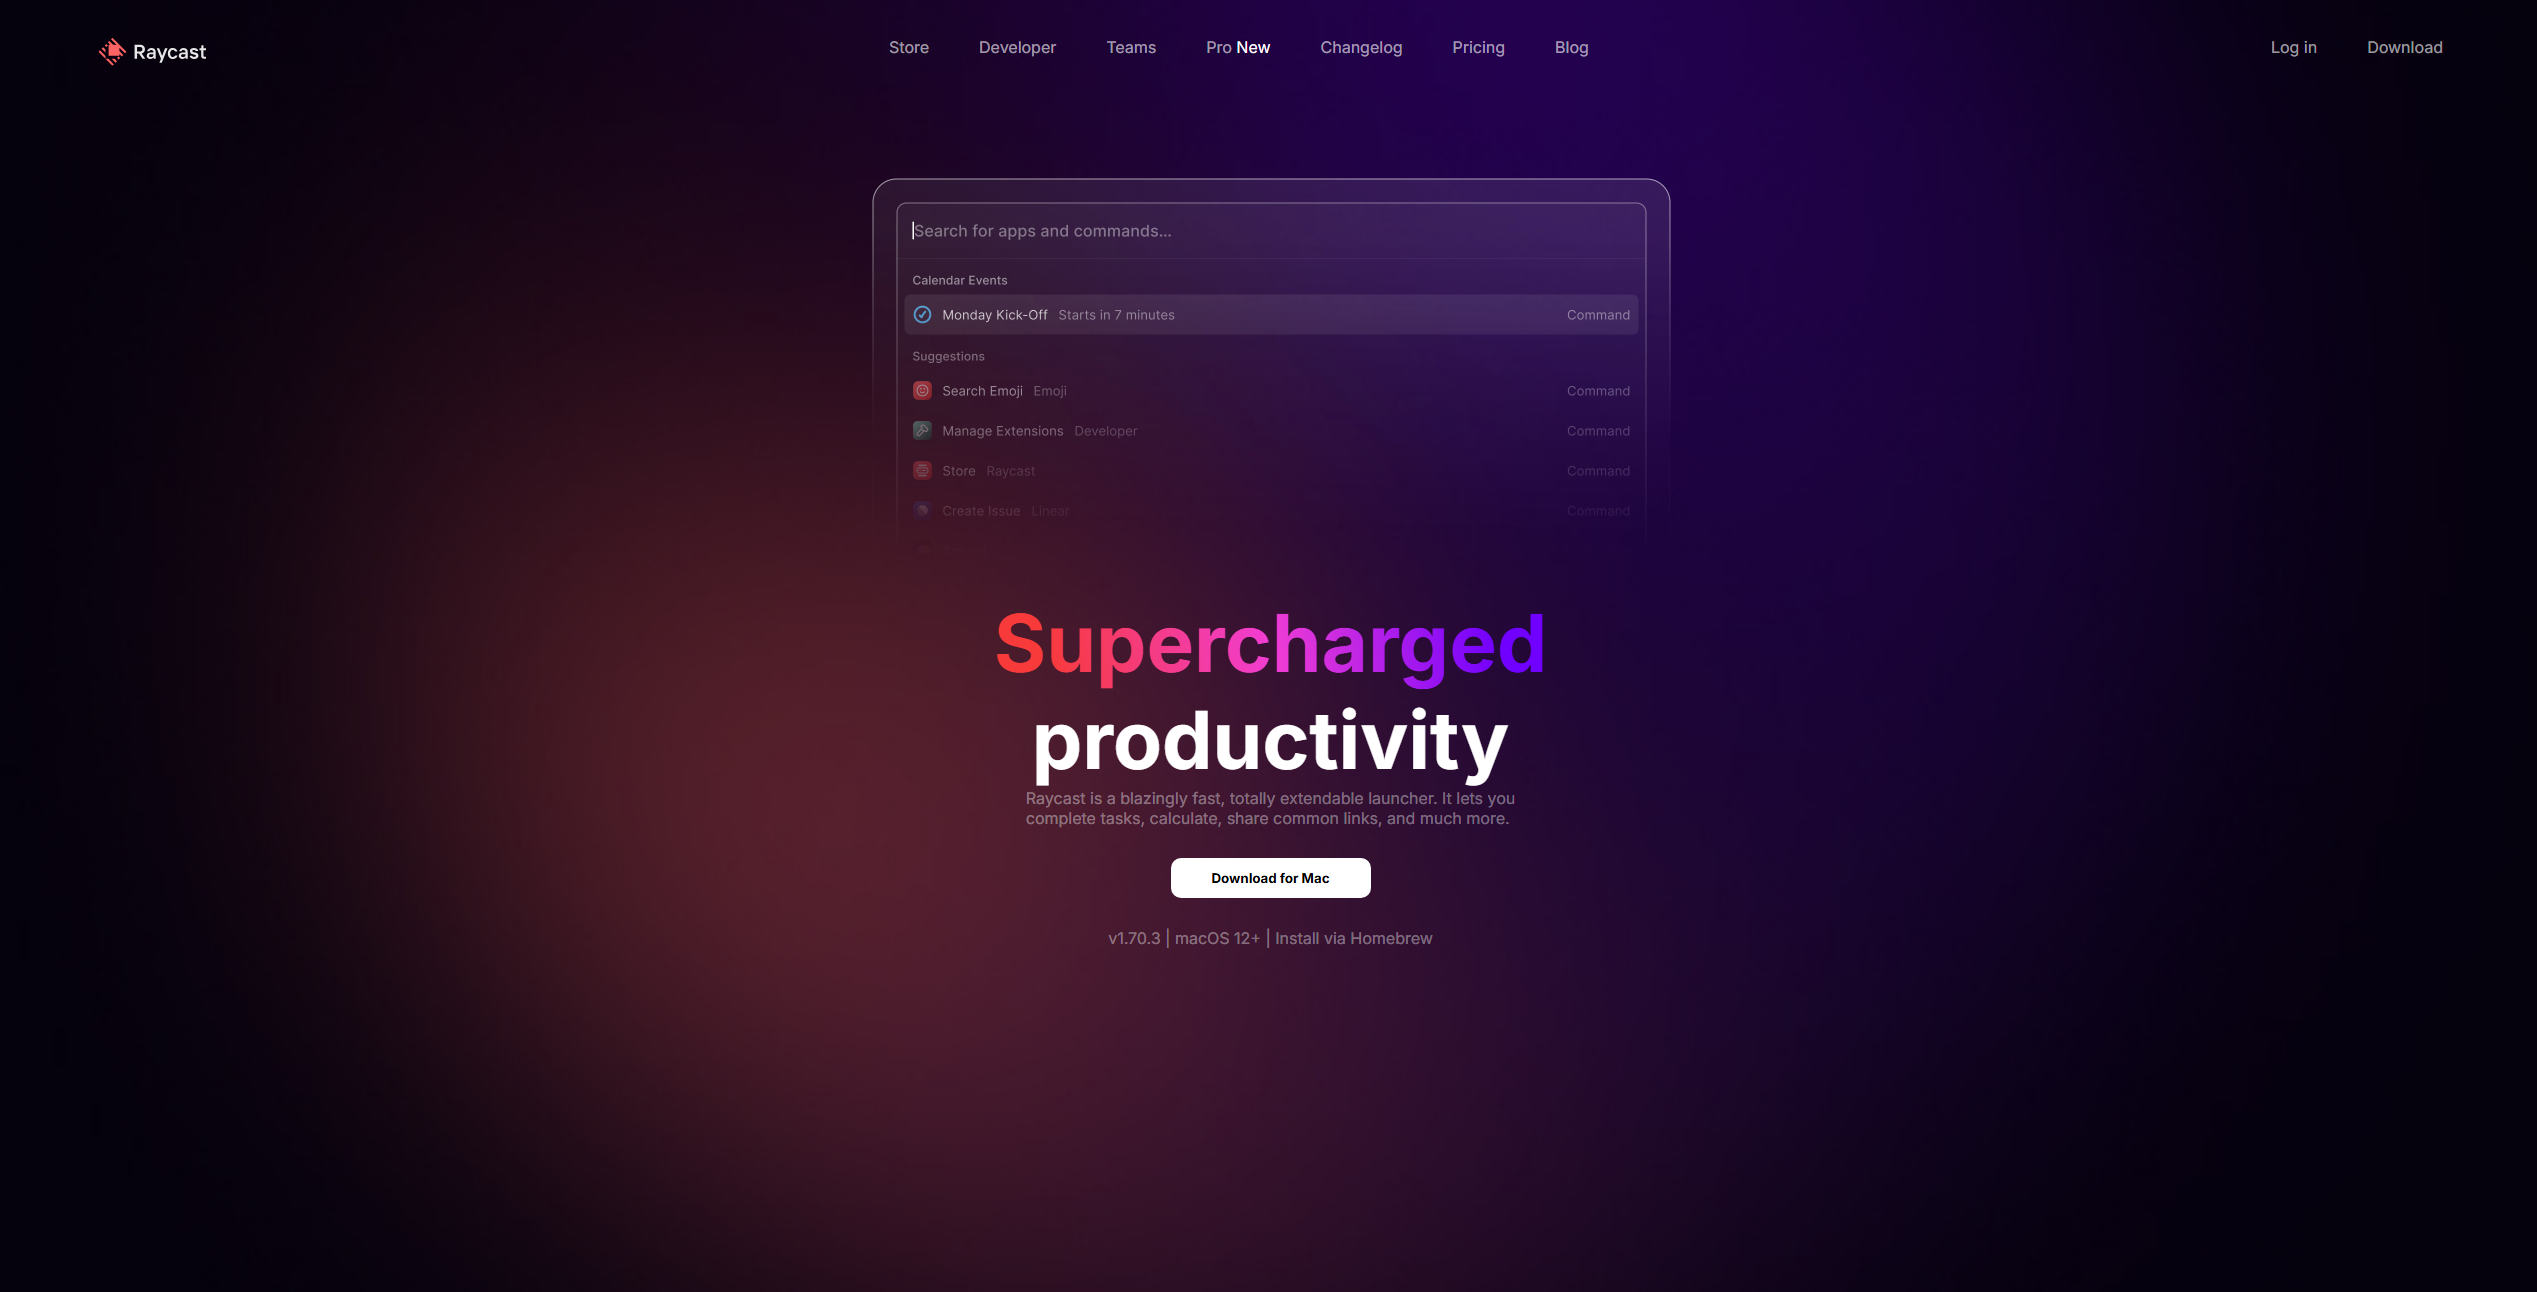 Raycast
Store Developer Teams Pro New Changelog Pricing Blog
Log in Download
Search for apps and commands...
Calendar Events
Monday Kick-Off Starts in 7 minutes Command
Suggestions
Search Emoji Emoji Command
Manage Extensions Developer Command
Store Raycast Command
Create Issue Linear Command
Supercharged
productivity
Raycast is a blazingly fast, totally extendable launcher. It lets you
complete tasks, calculate, share common links, and much more.
Download for Mac
v1.70.3 | macOS 12+ | Install via Homebrew